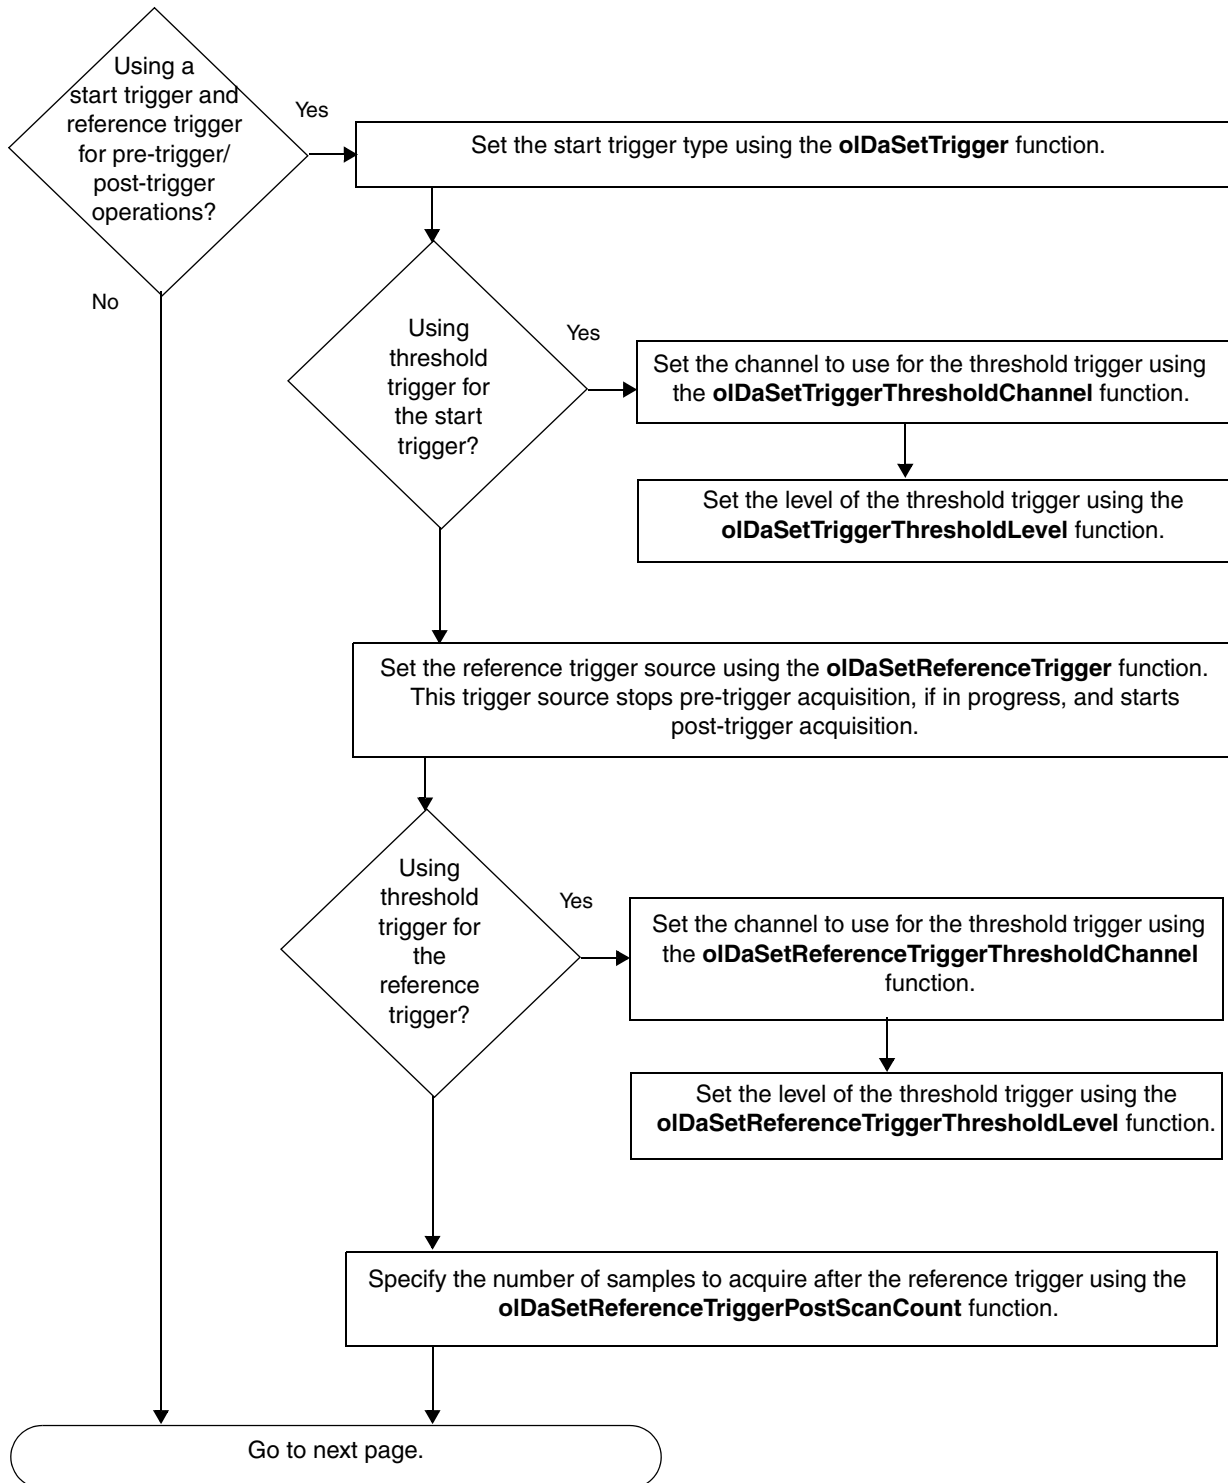 Using a
start trigger and
reference trigger
for pre-trigger/
post-trigger
operations?
Yes
Set the start trigger type using the olDaSetTrigger function.
No
Using
threshold
trigger for
the start
trigger?
Yes
Set the channel to use for the threshold trigger using
the olDaSetTriggerThresholdChannel function.
Set the level of the threshold trigger using the
olDaSetTriggerThresholdLevel function.
Set the reference trigger source using the olDaSetReferenceTrigger function.
This trigger source stops pre-trigger acquisition, if in progress, and starts
post-trigger acquisition.
Using
threshold
trigger for
the
reference
trigger?
Yes
Set the channel to use for the threshold trigger using
the olDaSetReferenceTriggerThresholdChannel
function.
Set the level of the threshold trigger using the
olDaSetReferenceTriggerThresholdLevel function.
Specify the number of samples to acquire after the reference trigger using the
olDaSetReferenceTriggerPostScanCount function.
Go to next page.